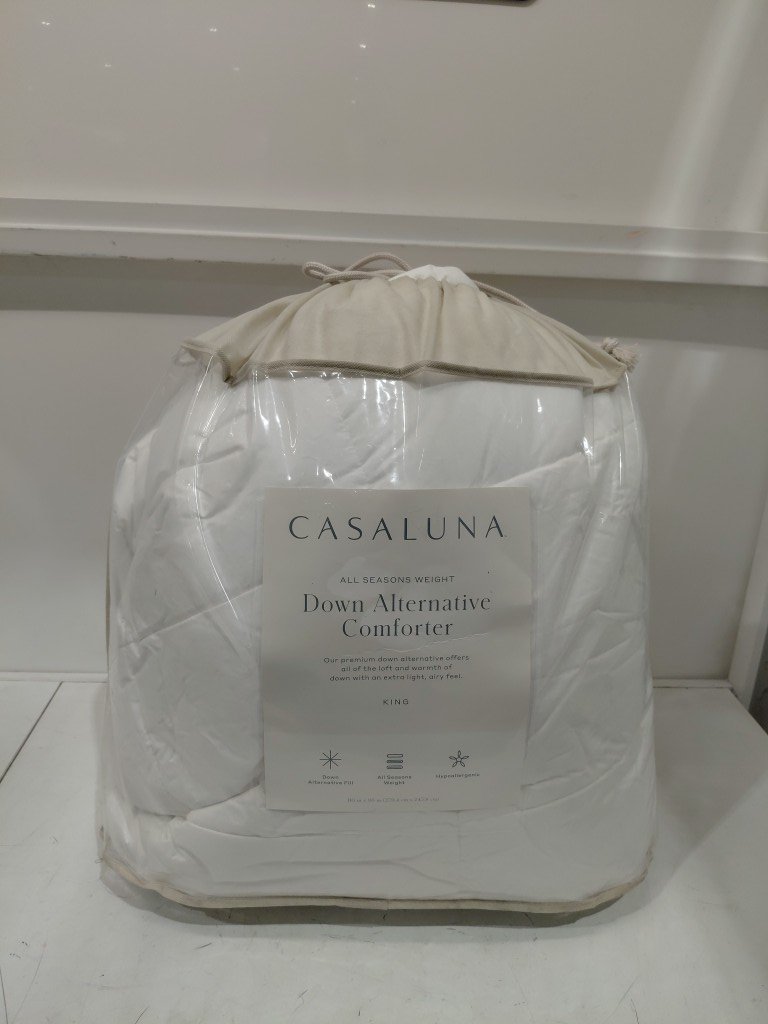 CASALUNA
ALL SEASONS WEIGHT
Down Alternative
Comforter
Our premium down alternative offers
all of the loft and warmth of
down with an extra light, airy feel.
KING
Down
Alternative Fill
All Seasons
Weight
Hypoallergenic